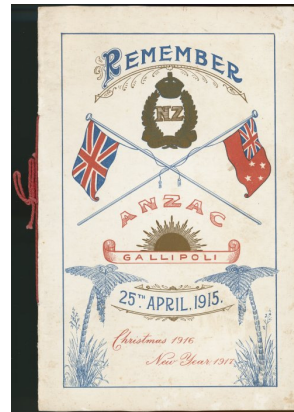 REMEMBER
NZ
ANZAC
GALLIPOLI
25TH APRIL. 1915.
Christmas 1916
New Year 1917